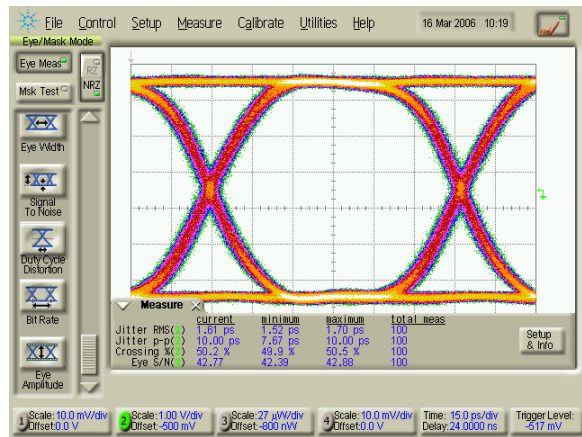 File Control Setup Measure Calibrate Utilities Help 16 Mar 2006 10:19
Eye/Mask Mode
Eye Meas
RZ
Msk Test
NRZ
Eye Width
Signal
To Noise
Duty Cycle
Distortion
Bit Rate
Eye
Amplitude
Measure
current minimum maximum total meas
Jitter RMS(2) 1.61 ps 1.52 ps 1.70 ps 100
Jitter p-p(2) 10.00 ps 7.67 ps 10.00 ps 100
Crossing %(2) 50.2 % 49.9 % 50.5 % 100
Eye S/N(2) 42.77 42.39 42.88 100
Setup
& Info
1 Scale:10.0 mV/div Offset:0.0 V
2 Scale:1.00 V/div Offset:-500 mV
3 Scale:27 µW/div Offset:-800 nW
4 Scale:10.0 mV/div Offset:0.0 V
Time: 15.0 ps/div Delay:24.0000 ns
Trigger Level: -517 mV